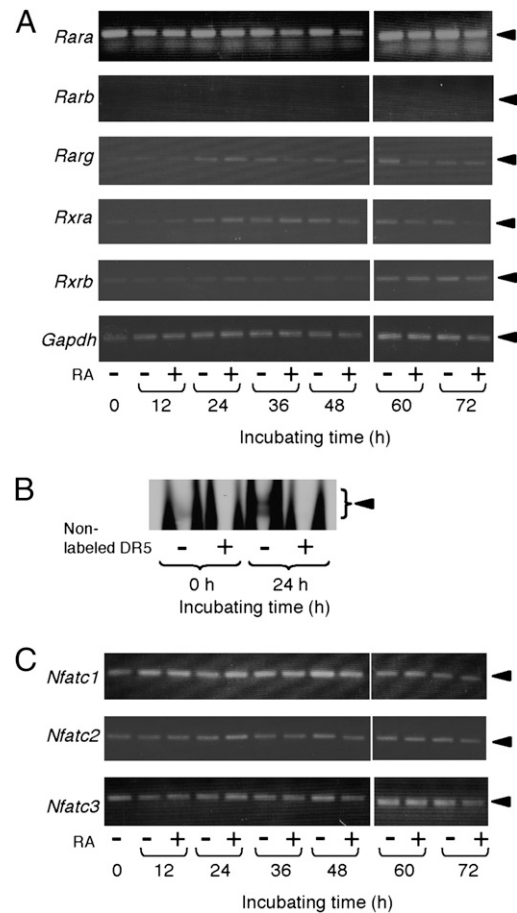 A
Rara
Rarb
Rarg
Rxra
Rxrb
Gapdh
RA - - + - + - + - + - + - +
0 12 24 36 48 60 72
Incubating time (h)
B
Non-
labeled DR5 - + - +
0 h 24 h
Incubating time (h)
C
Nfatc1
Nfatc2
Nfatc3
RA - - + - + - + - + - + - +
0 12 24 36 48 60 72
Incubating time (h)